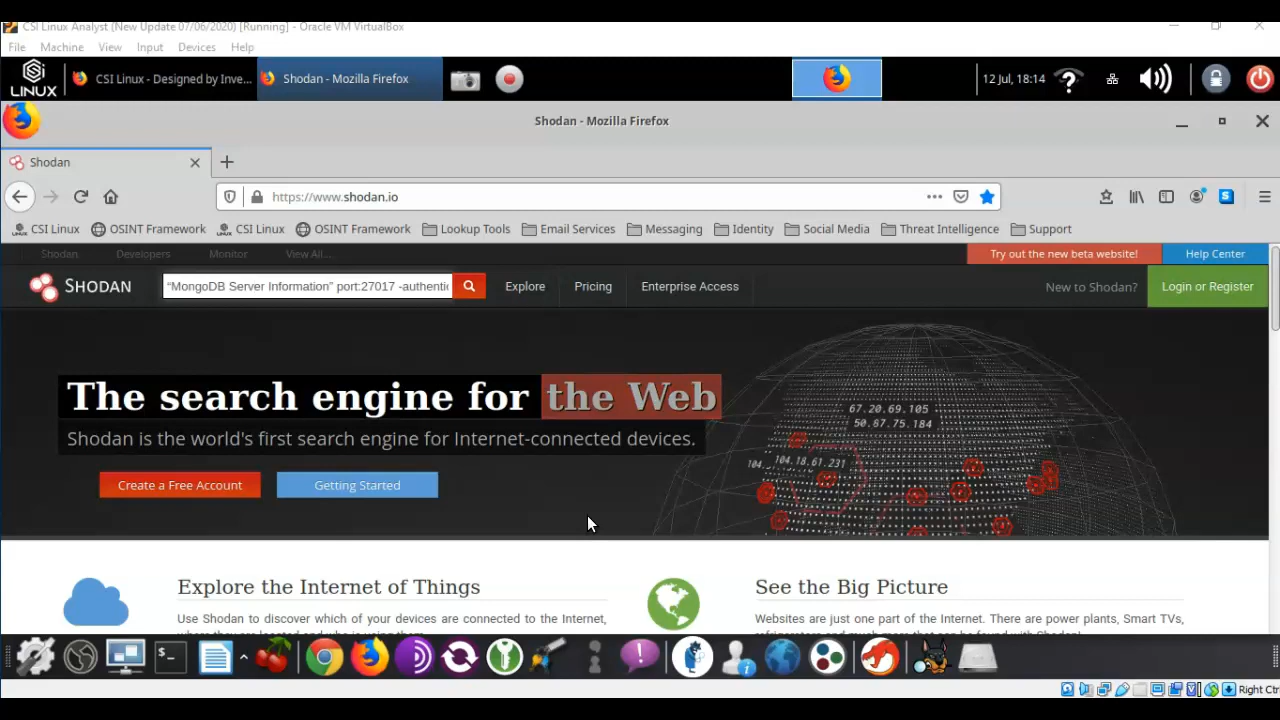 CSI Linux Analyst (New Update 07/06/2020) [Running] - Oracle VM VirtualBox
File Machine View Input Devices Help
CSI LINUX
CSI Linux - Designed by Inve...
Shodan - Mozilla Firefox
12 Jul, 18:14
Shodan - Mozilla Firefox
Shodan
https://www.shodan.io
CSI Linux OSINT Framework CSI Linux OSINT Framework Lookup Tools Email Services Messaging Identity Social Media Threat Intelligence Support
Shodan Developers Monitor View All... Try out the new beta website! Help Center
SHODAN “MongoDB Server Information” port:27017 -authentic Explore Pricing Enterprise Access New to Shodan? Login or Register
The search engine for the Web
Shodan is the world's first search engine for Internet-connected devices.
Create a Free Account Getting Started
67.20.69.105
50.87.75.184
104.18.61.231
104.
Explore the Internet of Things
Use Shodan to discover which of your devices are connected to the Internet,
See the Big Picture
Websites are just one part of the Internet. There are power plants, Smart TVs,
Right Ctrl